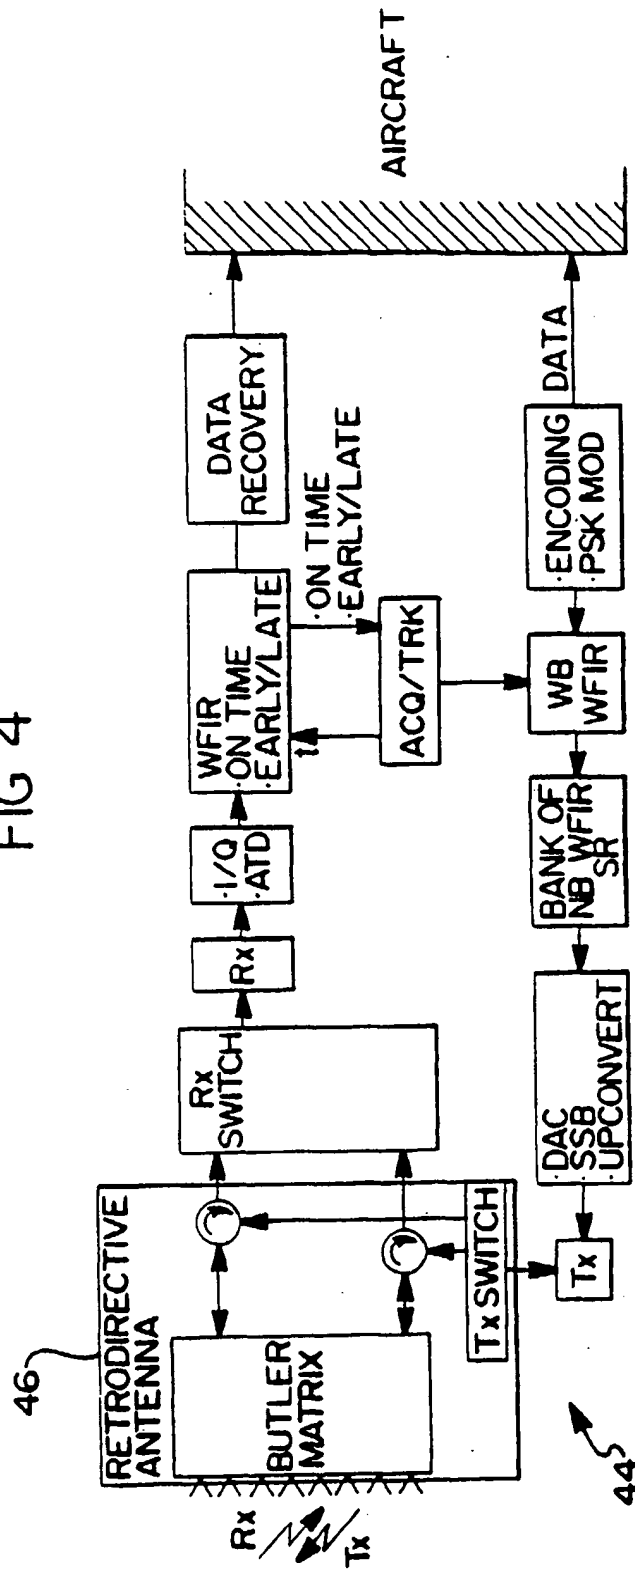 FIG 4
46
RETRODIRECTIVE
ANTENNA
BUTLER
MATRIX
Rx
Tx
Tx SWITCH
Rx
SWITCH
Rx
·I/Q
·ATD
WFIR
·ON TIME
·EARLY/LATE
t
·ON TIME
·EARLY/LATE
ACQ/TRK
DATA
RECOVERY
AIRCRAFT
DATA
·ENCODING
·PSK MOD
WB
WFIR
BANK OF
NB WFIR
SR
·DAC
·SSB
·UPCONVERT
Tx
44